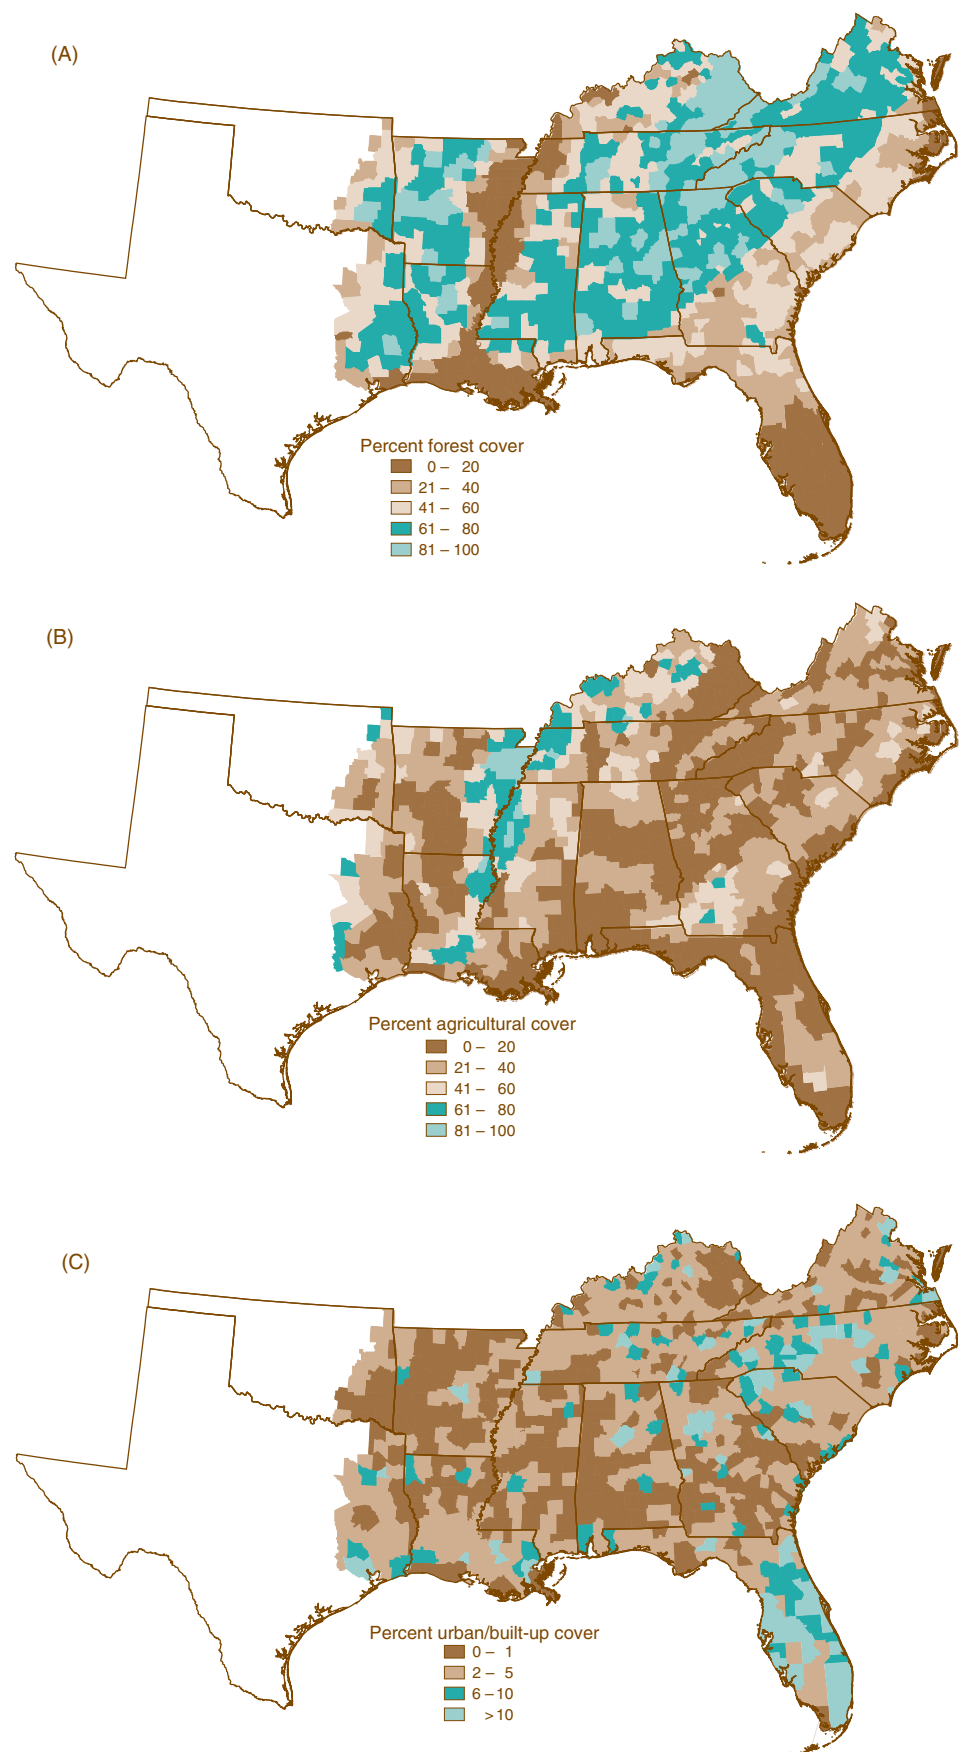 (A)
Percent forest cover
0 – 20
21 – 40
41 – 60
61 – 80
81 – 100
(B)
Percent agricultural cover
0 – 20
21 – 40
41 – 60
61 – 80
81 – 100
(C)
Percent urban/built-up cover
0 – 1
2 – 5
6 – 10
>10